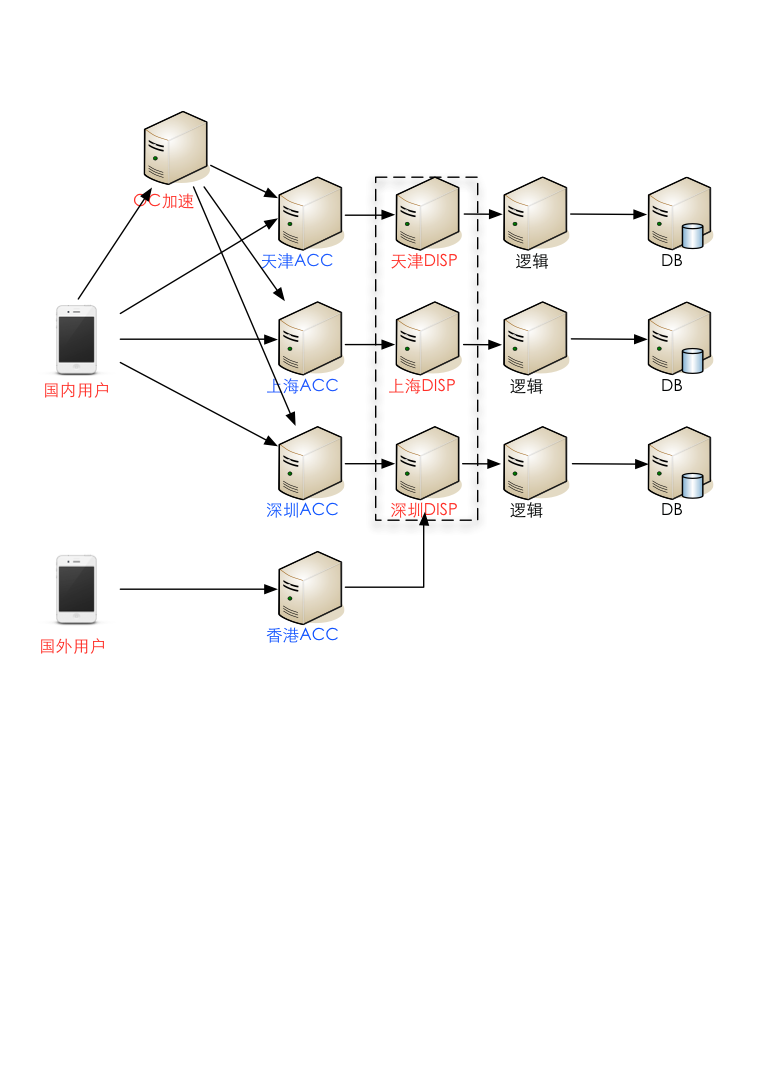 CC加速
天津ACC
天津DISP
逻辑
DB
国内用户
上海ACC
上海DISP
逻辑
DB
深圳ACC
深圳DISP
逻辑
DB
国外用户
香港ACC